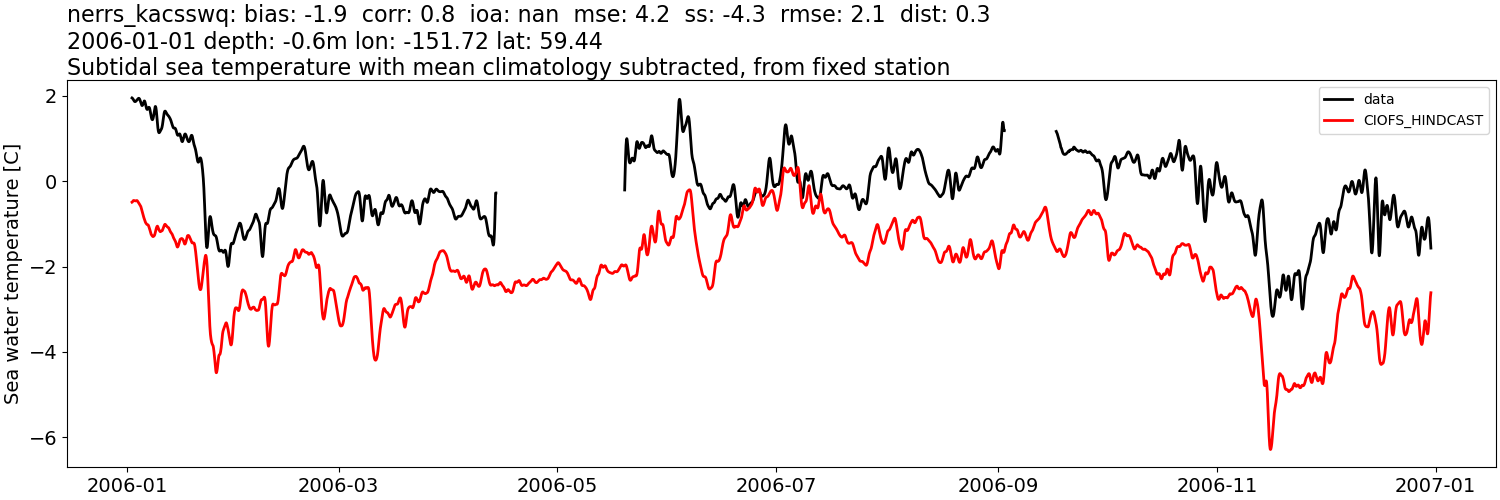 nerrs_kacsswq: bias: -1.9  corr: 0.8  ioa: nan  mse: 4.2  ss: -4.3  rmse: 2.1  dist: 0.3
2006-01-01 depth: -0.6m lon: -151.72 lat: 59.44
Subtidal sea temperature with mean climatology subtracted, from fixed station
data
CIOFS_HINDCAST
Sea water temperature [C]
2
0
−2
−4
−6
2006-01
2006-03
2006-05
2006-07
2006-09
2006-11
2007-01